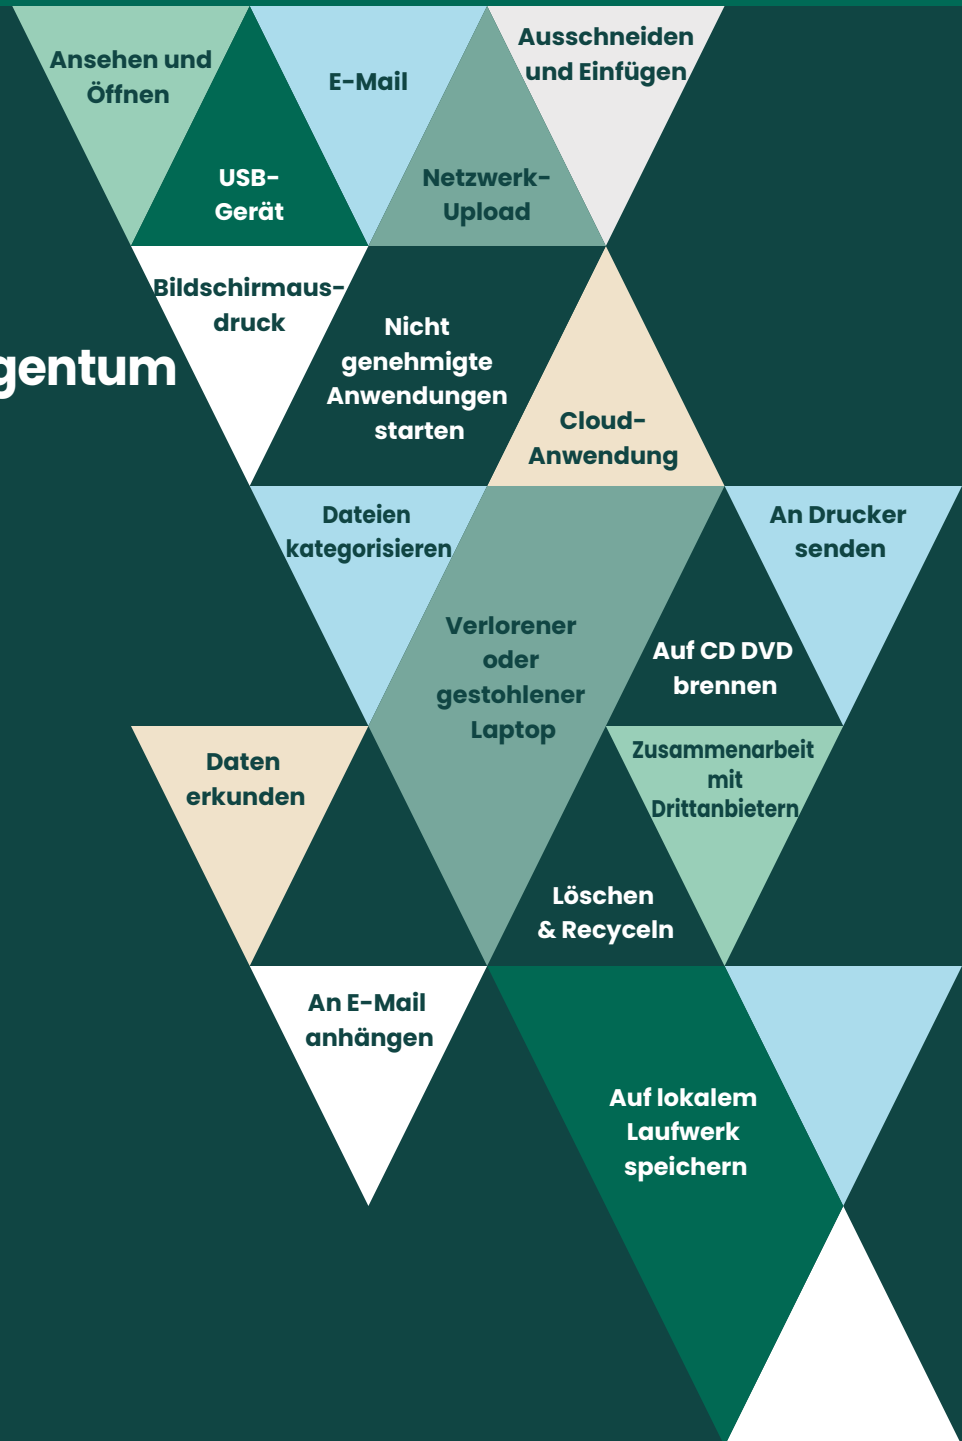 Ansehen und
Öffnen
E-Mail
Ausschneiden
und Einfügen
USB-
Gerät
Netzwerk-
Upload
Bildschirmaus-
druck
Nicht
genehmigte
Anwendungen
starten
gentum
Cloud-
Anwendung
Dateien
kategorisieren
An Drucker
senden
Verlorener
oder
gestohlener
Laptop
Auf CD DVD
brennen
Daten
erkunden
Zusammenarbeit
mit
Drittanbietern
Löschen
& Recyceln
An E-Mail
anhängen
Auf lokalem
Laufwerk
speichern